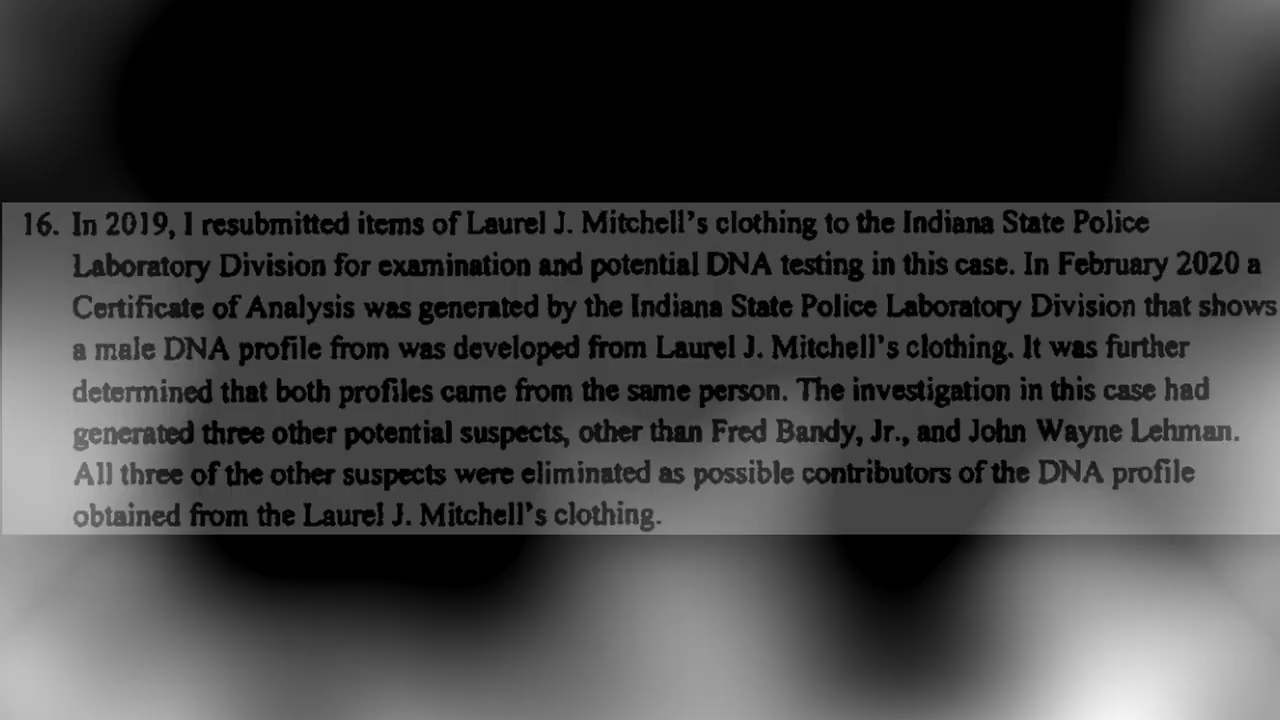 16. In 2019, I resubmitted items of Laurel J. Mitchell's clothing to the Indiana State Police
Laboratory Division for examination and potential DNA testing in this case. In February 2020 a
Certificate of Analysis was generated by the Indiana State Police Laboratory Division that shows
a male DNA profile from was developed from Laurel J. Mitchell's clothing. It was further
determined that both profiles came from the same person. The investigation in this case had
generated three other potential suspects, other than Fred Bandy, Jr., and John Wayne Lehman.
All three of the other suspects were eliminated as possible contributors of the DNA profile
obtained from the Laurel J. Mitchell's clothing.